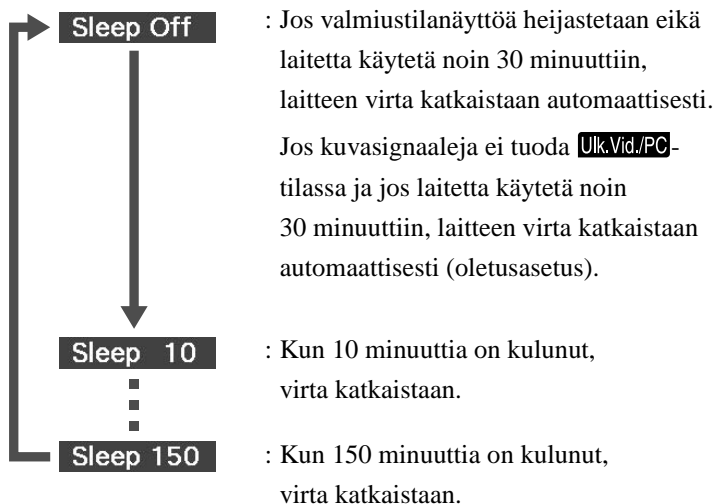 Sleep Off : Jos valmiustilanäyttöä heijastetaan eikä
laitetta käytetä noin 30 minuuttiin,
laitteen virta katkaistaan automaattisesti.
Jos kuvasignaaleja ei tuoda Ulk.Vid./PC-
tilassa ja jos laitetta käytetä noin
30 minuuttiin, laitteen virta katkaistaan
automaattisesti (oletusasetus).
Sleep 10 : Kun 10 minuuttia on kulunut,
virta katkaistaan.
Sleep 150 : Kun 150 minuuttia on kulunut,
virta katkaistaan.